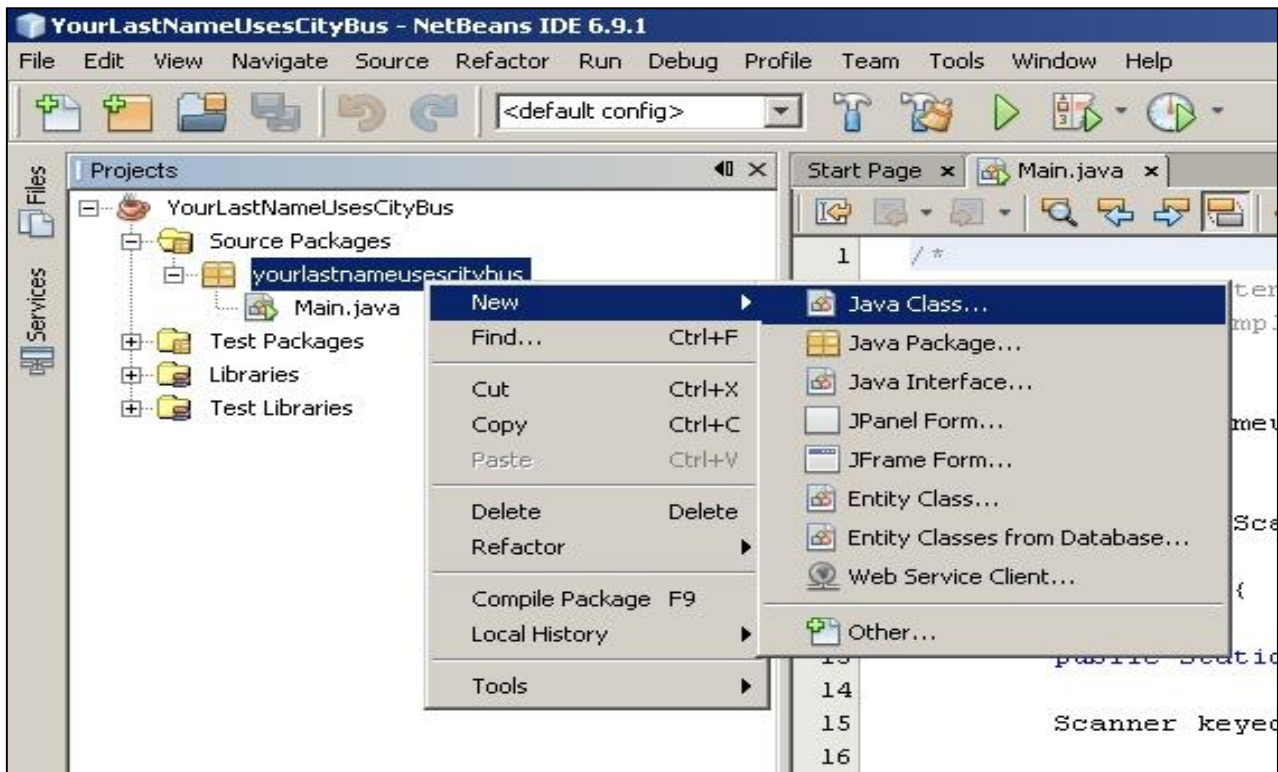 YourLastNameUsesCityBus - NetBeans IDE 6.9.1
File Edit View Navigate Source Refactor Run Debug Profile Team Tools Window Help
<default config>
Files
Services
Projects
YourLastNameUsesCityBus
Source Packages
yourlastnameusescitybus
Main.java
Test Packages
Libraries
Test Libraries
New
Find... Ctrl+F
Cut Ctrl+X
Copy Ctrl+C
Paste Ctrl+V
Delete Delete
Refactor
Compile Package F9
Local History
Tools
Java Class...
Java Package...
Java Interface...
JPanel Form...
JFrame Form...
Entity Class...
Entity Classes from Database...
Web Service Client...
Other...
Start Page Main.java
1 /*
{
14
15 Scanner keyed
16